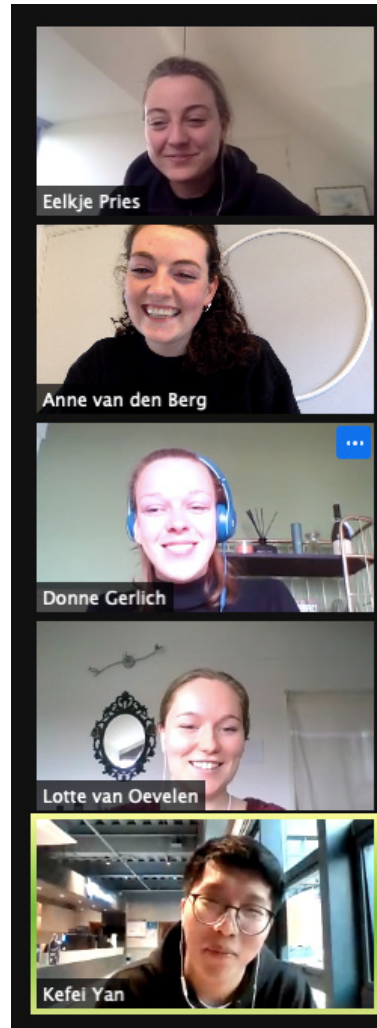 Eelkje Pries
Anne van den Berg
Donne Gerlich
Lotte van Oevelen
Kefei Yan